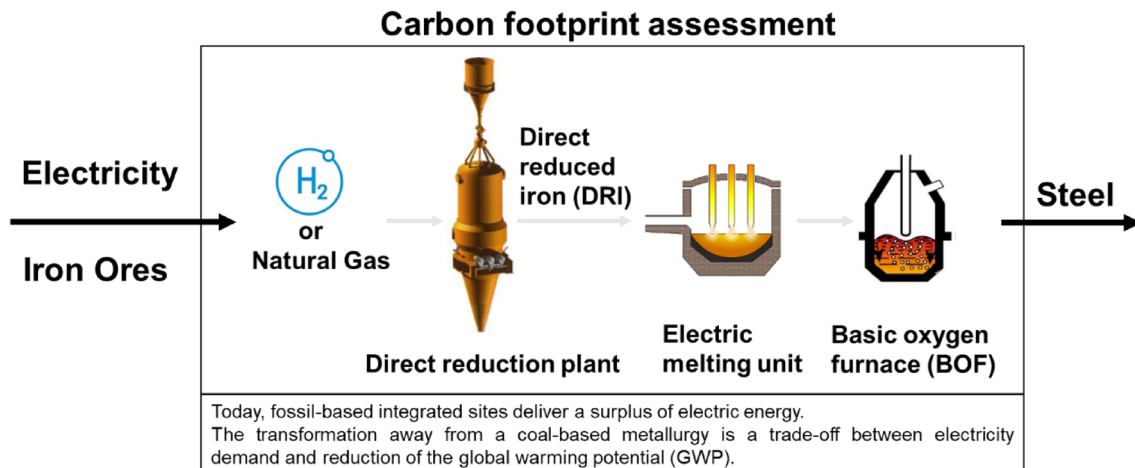 Carbon footprint assessment
Electricity
Iron Ores
H2
or
Natural Gas
Direct
reduced
iron (DRI)
Direct reduction plant
Electric
melting unit
Basic oxygen
furnace (BOF)
Steel
Today, fossil-based integrated sites deliver a surplus of electric energy.
The transformation away from a coal-based metallurgy is a trade-off between electricity
demand and reduction of the global warming potential (GWP).